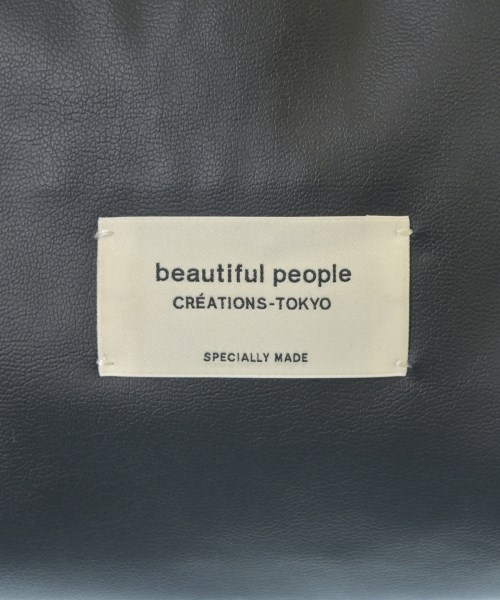 beautiful people
CRÉATIONS-TOKYO
SPECIALLY MADE